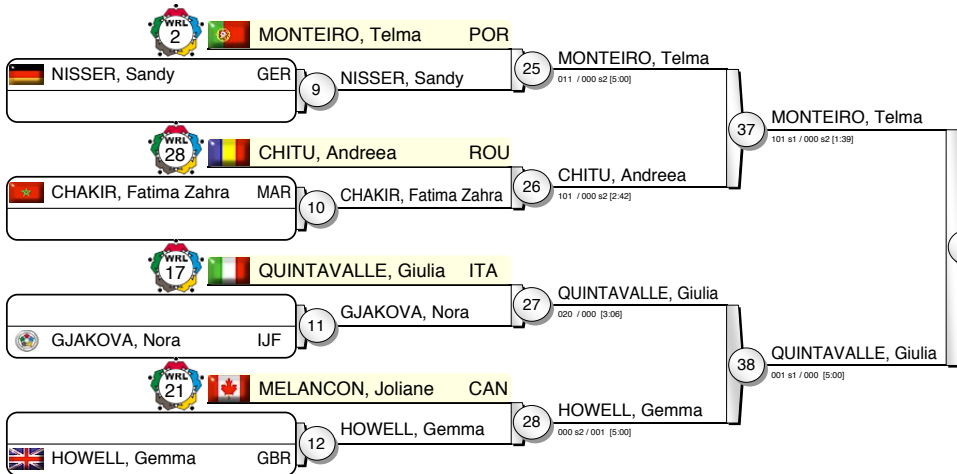 WRL
2
MONTEIRO, Telma POR
NISSER, Sandy GER
9
NISSER, Sandy
25
MONTEIRO, Telma
011 / 000 s2 [5:00]
WRL
28
CHITU, Andreea ROU
CHAKIR, Fatima Zahra MAR
10
CHAKIR, Fatima Zahra
26
CHITU, Andreea
101 / 000 s2 [2:42]
37
MONTEIRO, Telma
101 s1 / 000 s2 [1:39]
WRL
17
QUINTAVALLE, Giulia ITA
GJAKOVA, Nora IJF
11
GJAKOVA, Nora
27
QUINTAVALLE, Giulia
020 / 000 [3:06]
WRL
21
MELANCON, Joliane CAN
HOWELL, Gemma GBR
12
HOWELL, Gemma
28
HOWELL, Gemma
000 s2 / 001 [5:00]
38
QUINTAVALLE, Giulia
001 s1 / 000 [5:00]